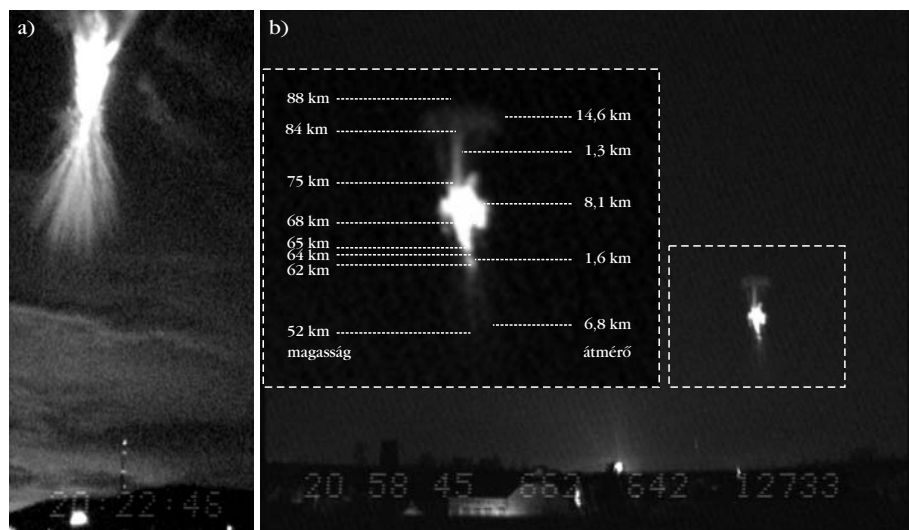 a)
20:22:46
b)
88 km
14,6 km
84 km
1,3 km
75 km
8,1 km
68 km
65 km
64 km
1,6 km
62 km
6,8 km
52 km
magasság
átmérő
20 58 45 662 642 12733